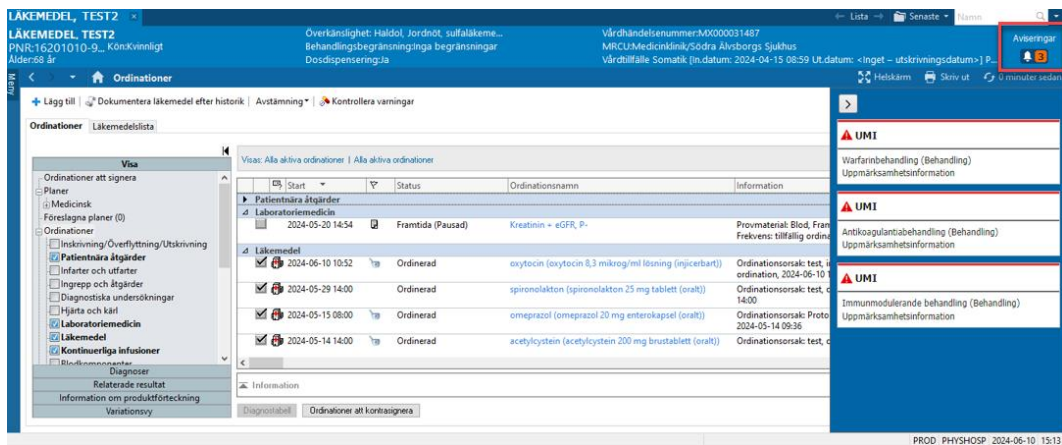 LÄKEMEDEL, TEST2
Lista
Senaste
Namn
LÄKEMEDEL, TEST2
PNR:16201010-9... Kön:Kvinnligt
Ålder:68 år
Överkänslighet: Haldol, Jordnöt, sulfaläkeme...
Behandlingsbegränsning:Inga begränsningar
Dosdispensering:Ja
Vårdhändelsenummer:MX000031487
MRCU:Medicinklinik/Södra Älvsborgs Sjukhus
Vårdtillfälle Somatik [In.datum: 2024-04-15 08:59 Ut.datum: <Inget – utskrivningsdatum>] P...
Aviseringar
3
Meny
Ordinationer
Helskärm
Skriv ut
0 minuter sedan
Lägg till
Dokumentera läkemedel efter historik
Avstämning
Kontrollera varningar
Ordinationer
Läkemedelslista
Visa
Ordinationer att signera
Planer
Medicinsk
Föreslagna planer (0)
Ordinationer
Inskrivning/Överflyttning/Utskrivning
Patientnära åtgärder
Infarter och utfarter
Ingrepp och åtgärder
Diagnostiska undersökningar
Hjärta och kärl
Laboratoriemedicin
Läkemedel
Kontinuerliga infusioner
Blodkomponenter
Diagnoser
Relaterade resultat
Information om produktförteckning
Variationsvy
Visas: Alla aktiva ordinationer | Alla aktiva ordinationer
Start Status Ordinationsnamn Information
Patientnära åtgärder
Laboratoriemedicin
2024-05-20 14:54 Framtida (Pausad) Kreatinin + eGFR, P- Provmaterial: Blod, Fram
Frekvens: tillfällig ordina
Läkemedel
2024-06-10 10:52 Ordinerad oxytocin (oxytocin 8,3 mikrog/ml lösning (injicerbart)) Ordinationsorsak: test, i
ordination, 2024-06-10 1
2024-05-29 14:00 Ordinerad spironolakton (spironolakton 25 mg tablett (oralt)) Ordinationsorsak: test, o
14:00
2024-05-15 08:00 Ordinerad omeprazol (omeprazol 20 mg enterokapsel (oralt)) Ordinationsorsak: Proto
2024-05-14 09:36
2024-05-14 14:00 Ordinerad acetylcystein (acetylcystein 200 mg brustablett (oralt)) Ordinationsorsak: test, o
Information
Diagnostabell
Ordinationer att kontrasignera
UMI
Warfarinbehandling (Behandling)
Uppmärksamhetsinformation
UMI
Antikoagulantiabehandling (Behandling)
Uppmärksamhetsinformation
UMI
Immunmodulerande behandling (Behandling)
Uppmärksamhetsinformation
PROD PHYSHOSP 2024-06-10 15:13